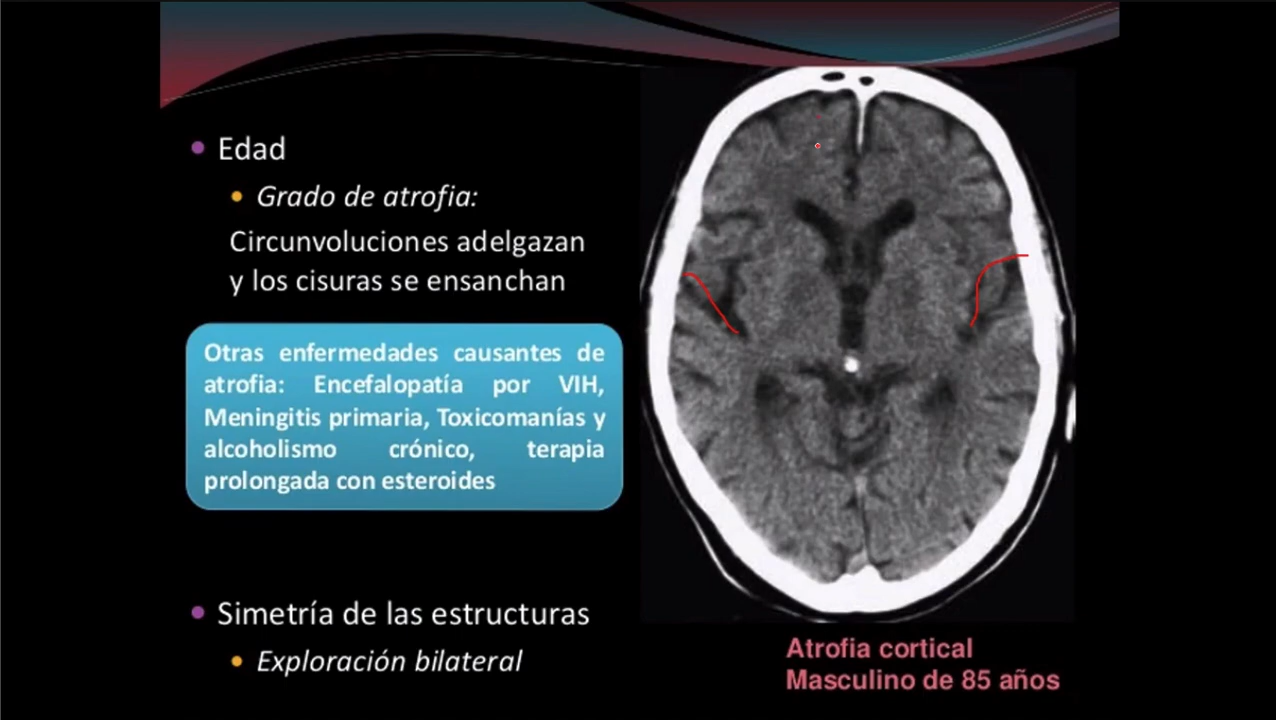 Edad
Grado de atrofia:
Circunvoluciones adelgazan
y los cisuras se ensanchan
Otras enfermedades causantes de
atrofia: Encefalopatía por VIH,
Meningitis primaria, Toxicomanías y
alcoholismo crónico, terapia
prolongada con esteroides
Simetría de las estructuras
Exploración bilateral
Atrofia cortical
Masculino de 85 años